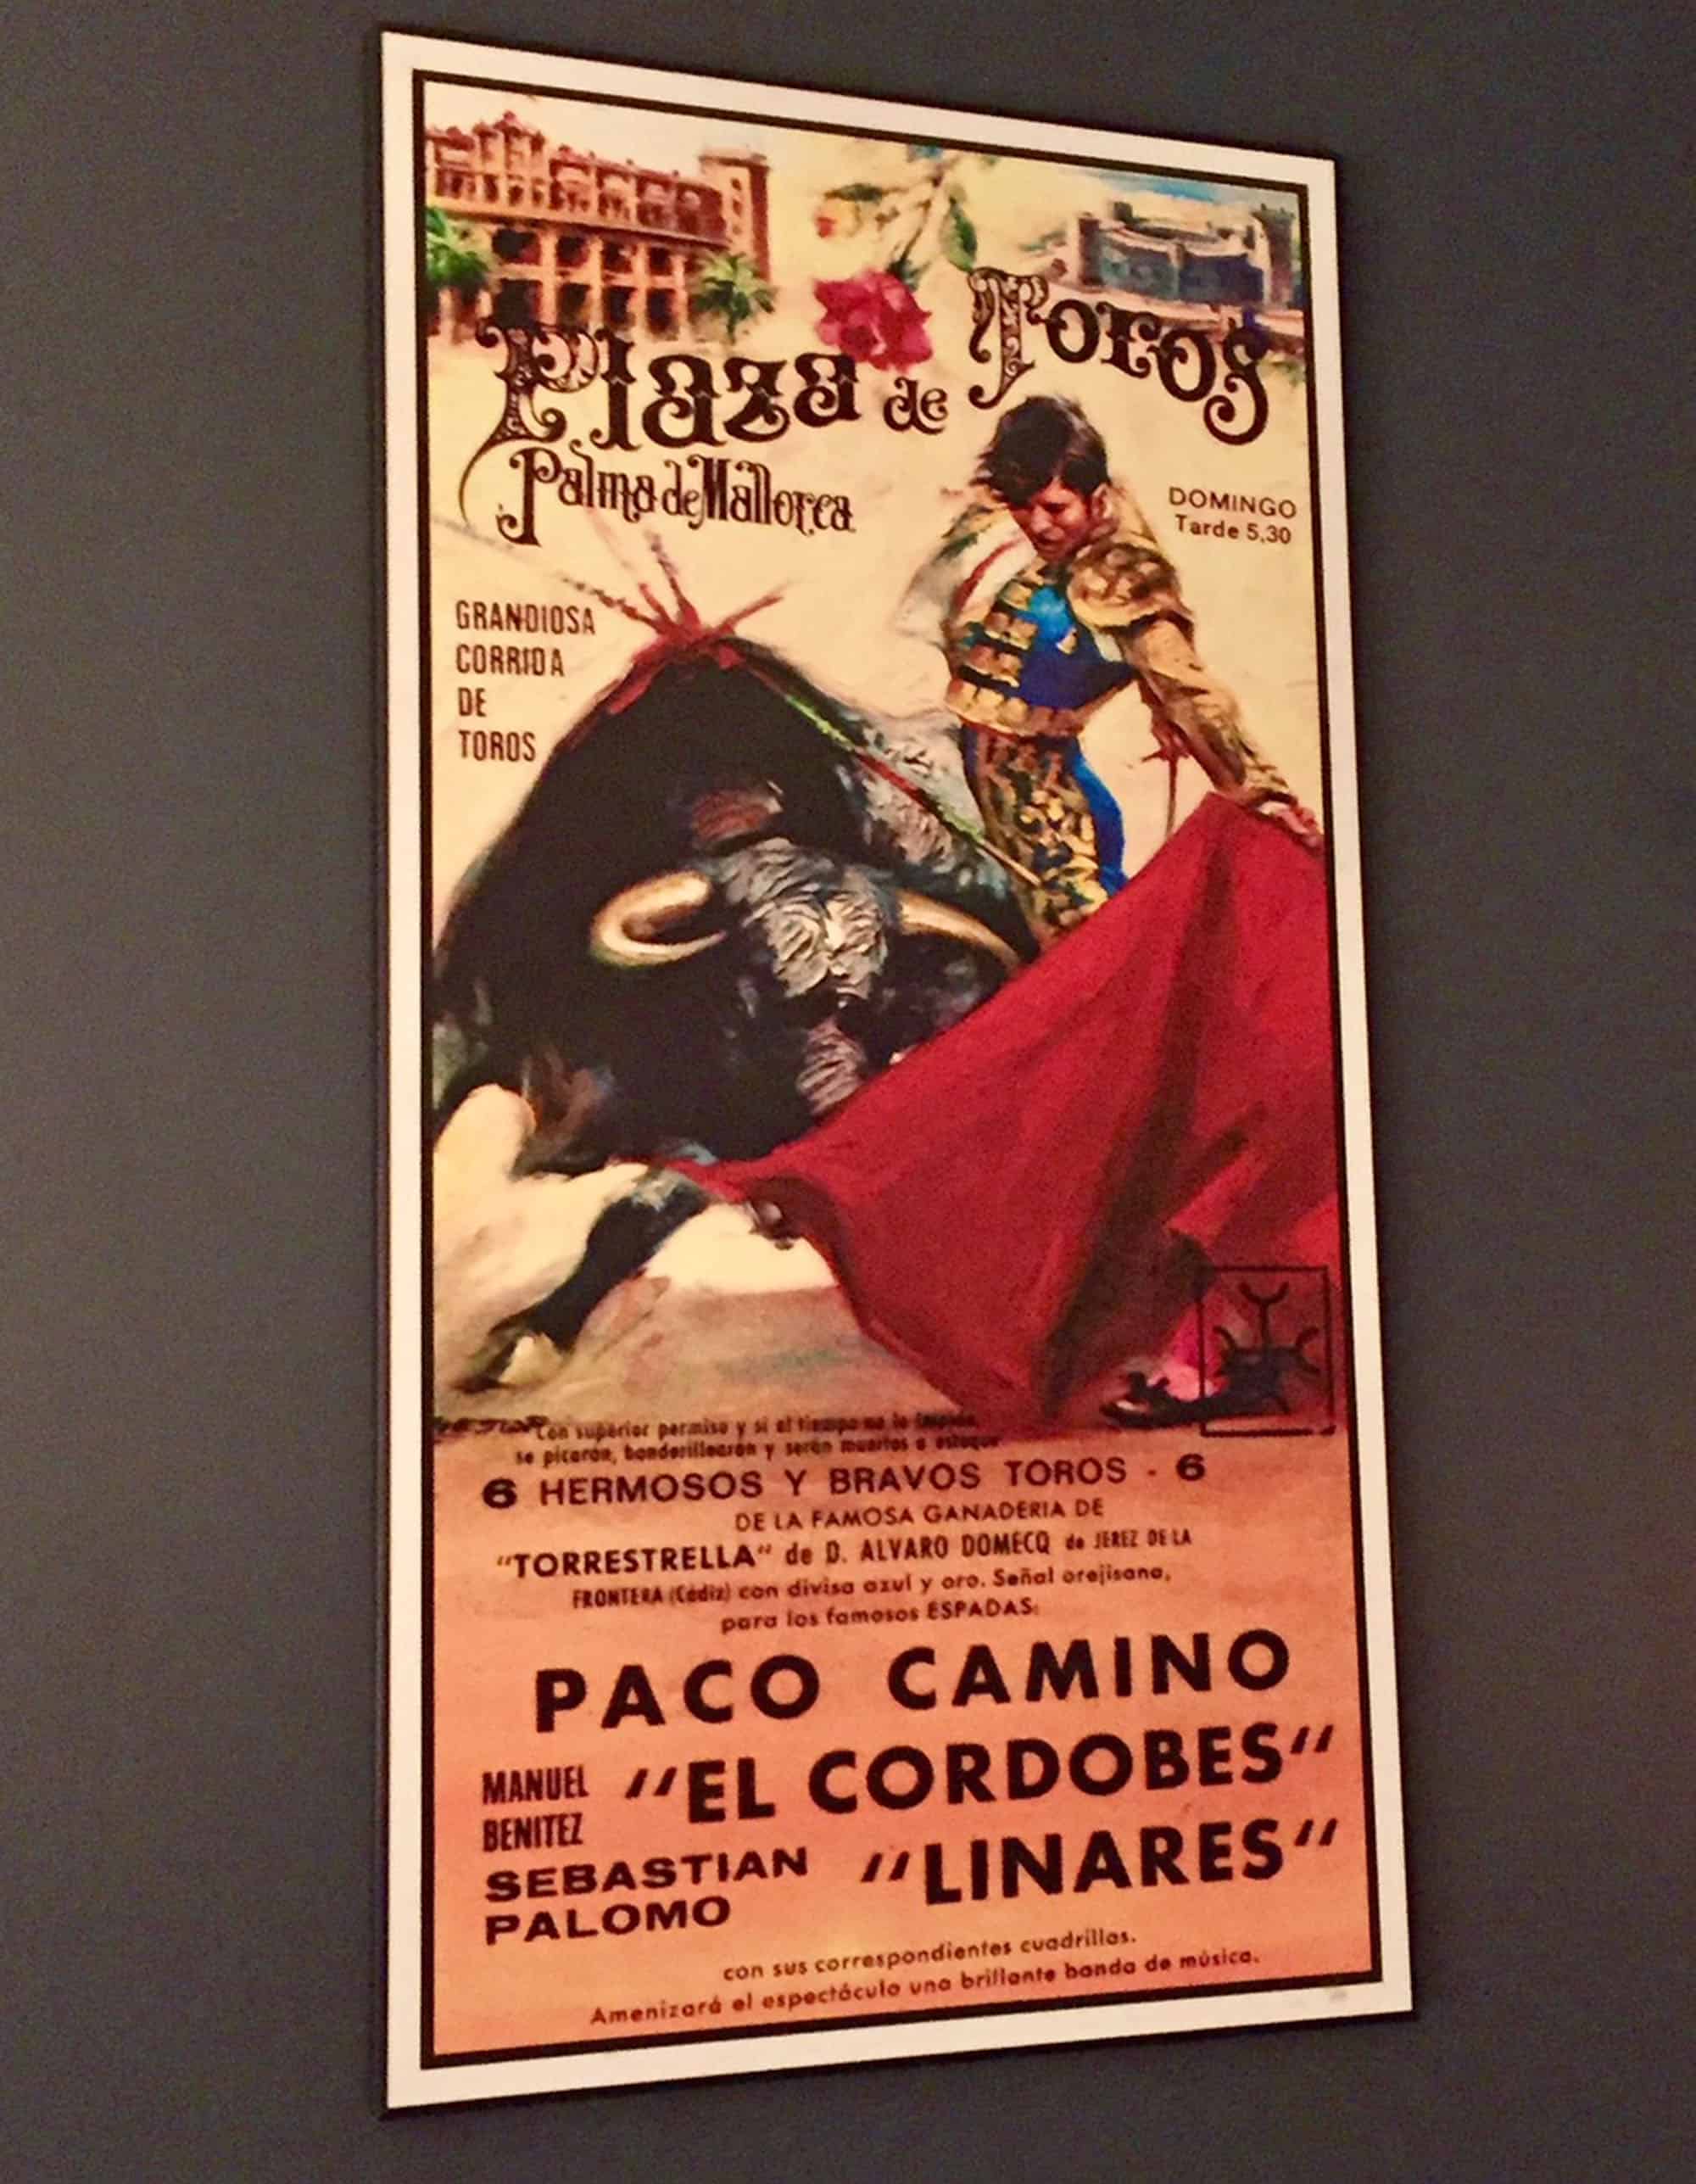 Plaza de Toros
Palma de Mallorca
DOMINGO
Tarde 5,30
GRANDIOSA
CORRIDA
DE
TOROS
Con superior permiso y si el tiempo no lo impide
se picarán, banderillearán y serán muertos a estoque
6 HERMOSOS Y BRAVOS TOROS - 6
DE LA FAMOSA GANADERIA DE
"TORRESTRELLA" de D. ALVARO DOMECQ de JEREZ DE LA
FRONTERA (Cádiz) con divisa azul y oro. Señal orejisana,
para los famosos ESPADAS:
PACO CAMINO
MANUEL
BENITEZ
"EL CORDOBES"
SEBASTIAN
PALOMO
"LINARES"
con sus correspondientes cuadrillas.
Amenizará el espectáculo una brillante banda de música.